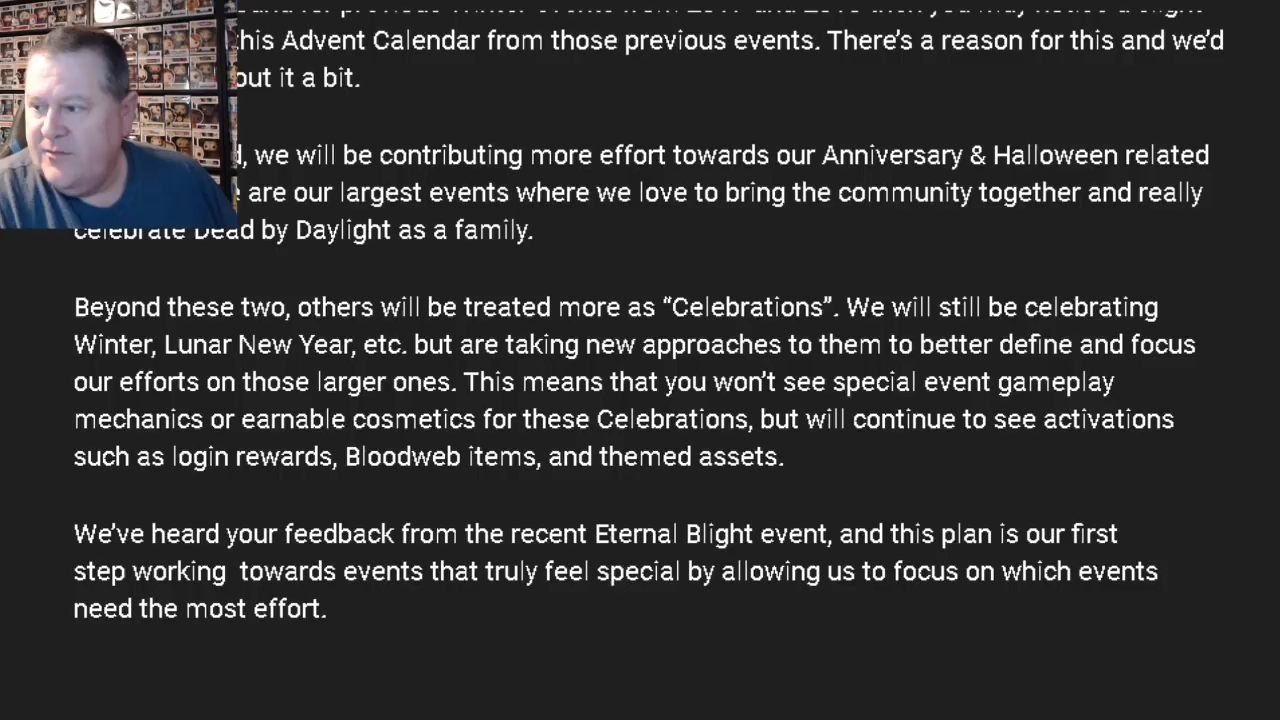 this Advent Calendar from those previous events. There's a reason for this and we'd
out it a bit.
, we will be contributing more effort towards our Anniversary & Halloween related
are our largest events where we love to bring the community together and really
celebrate Dead by Daylight as a family.
Beyond these two, others will be treated more as “Celebrations”. We will still be celebrating
Winter, Lunar New Year, etc. but are taking new approaches to them to better define and focus
our efforts on those larger ones. This means that you won't see special event gameplay
mechanics or earnable cosmetics for these Celebrations, but will continue to see activations
such as login rewards, Bloodweb items, and themed assets.
We've heard your feedback from the recent Eternal Blight event, and this plan is our first
step working  towards events that truly feel special by allowing us to focus on which events
need the most effort.